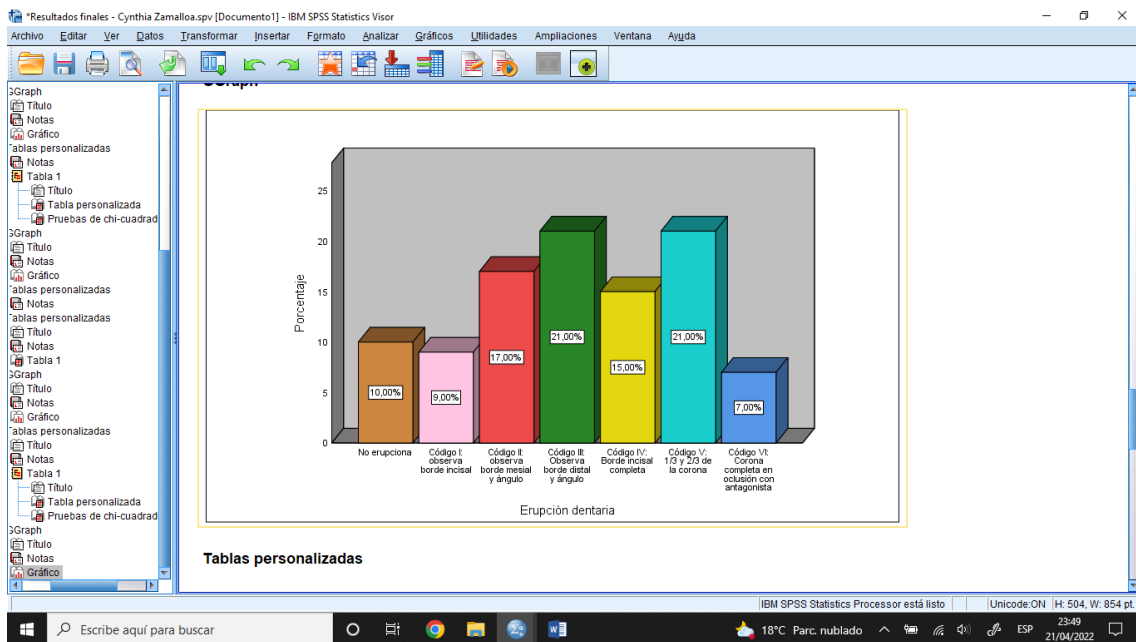 *Resultados finales - Cynthia Zamalloa.spv [Documento1] - IBM SPSS Statistics Visor
Archivo Editar Ver Datos Transformar Insertar Formato Analizar Gráficos Utilidades Ampliaciones Ventana Ayuda
GGraph
Título
Notas
Gráfico
Tablas personalizadas
Notas
Tabla 1
Título
Tabla personalizada
Pruebas de chi-cuadrad
GGraph
Título
Notas
Gráfico
Tablas personalizadas
Notas
Tablas personalizadas
Título
Notas
Tabla 1
GGraph
Título
Notas
Gráfico
Tablas personalizadas
Título
Notas
Tabla 1
Título
Tabla personalizada
Pruebas de chi-cuadrad
GGraph
Título
Notas
Gráfico
GGraph
Porcentaje
25
20
15
10
5
0
10,00%
9,00%
17,00%
21,00%
15,00%
21,00%
7,00%
No erupciona
Código I:
observa
borde incisal
Código II:
observa
borde mesial
y ángulo
Código III:
Observa
borde distal
y ángulo
Código IV:
Borde incisal
completa
Código V:
1/3 y 2/3 de
la corona
Código VI:
Corona
completa en
oclusión con
antagonista
Erupción dentaria
Tablas personalizadas
IBM SPSS Statistics Processor está listo
Unicode:ON
H: 504, W: 854 pt.
Escribe aquí para buscar
18°C Parc. nublado
ESP
23:49
21/04/2022